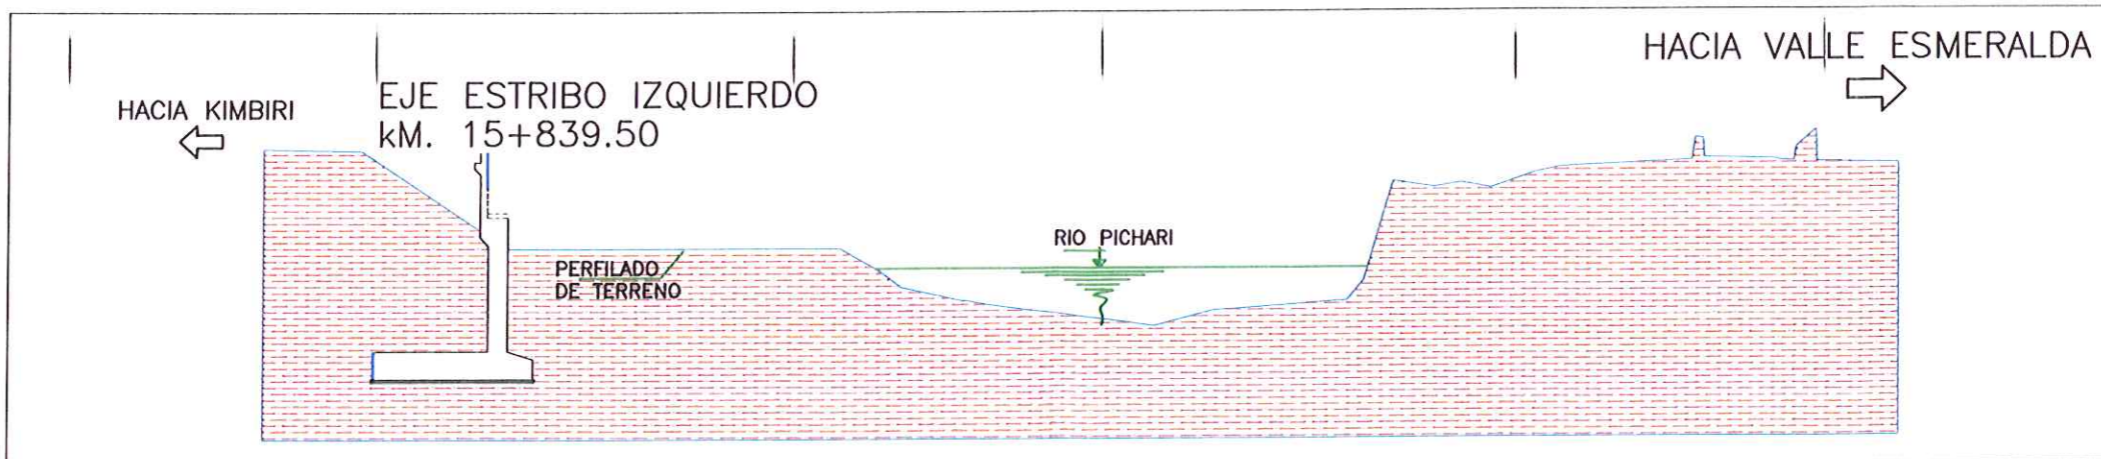 HACIA VALLE ESMERALDA
EJE ESTRIBO IZQUIERDO
kM. 15+839.50
HACIA KIMBIRI
RIO PICHARI
PERFILADO
DE TERRENO